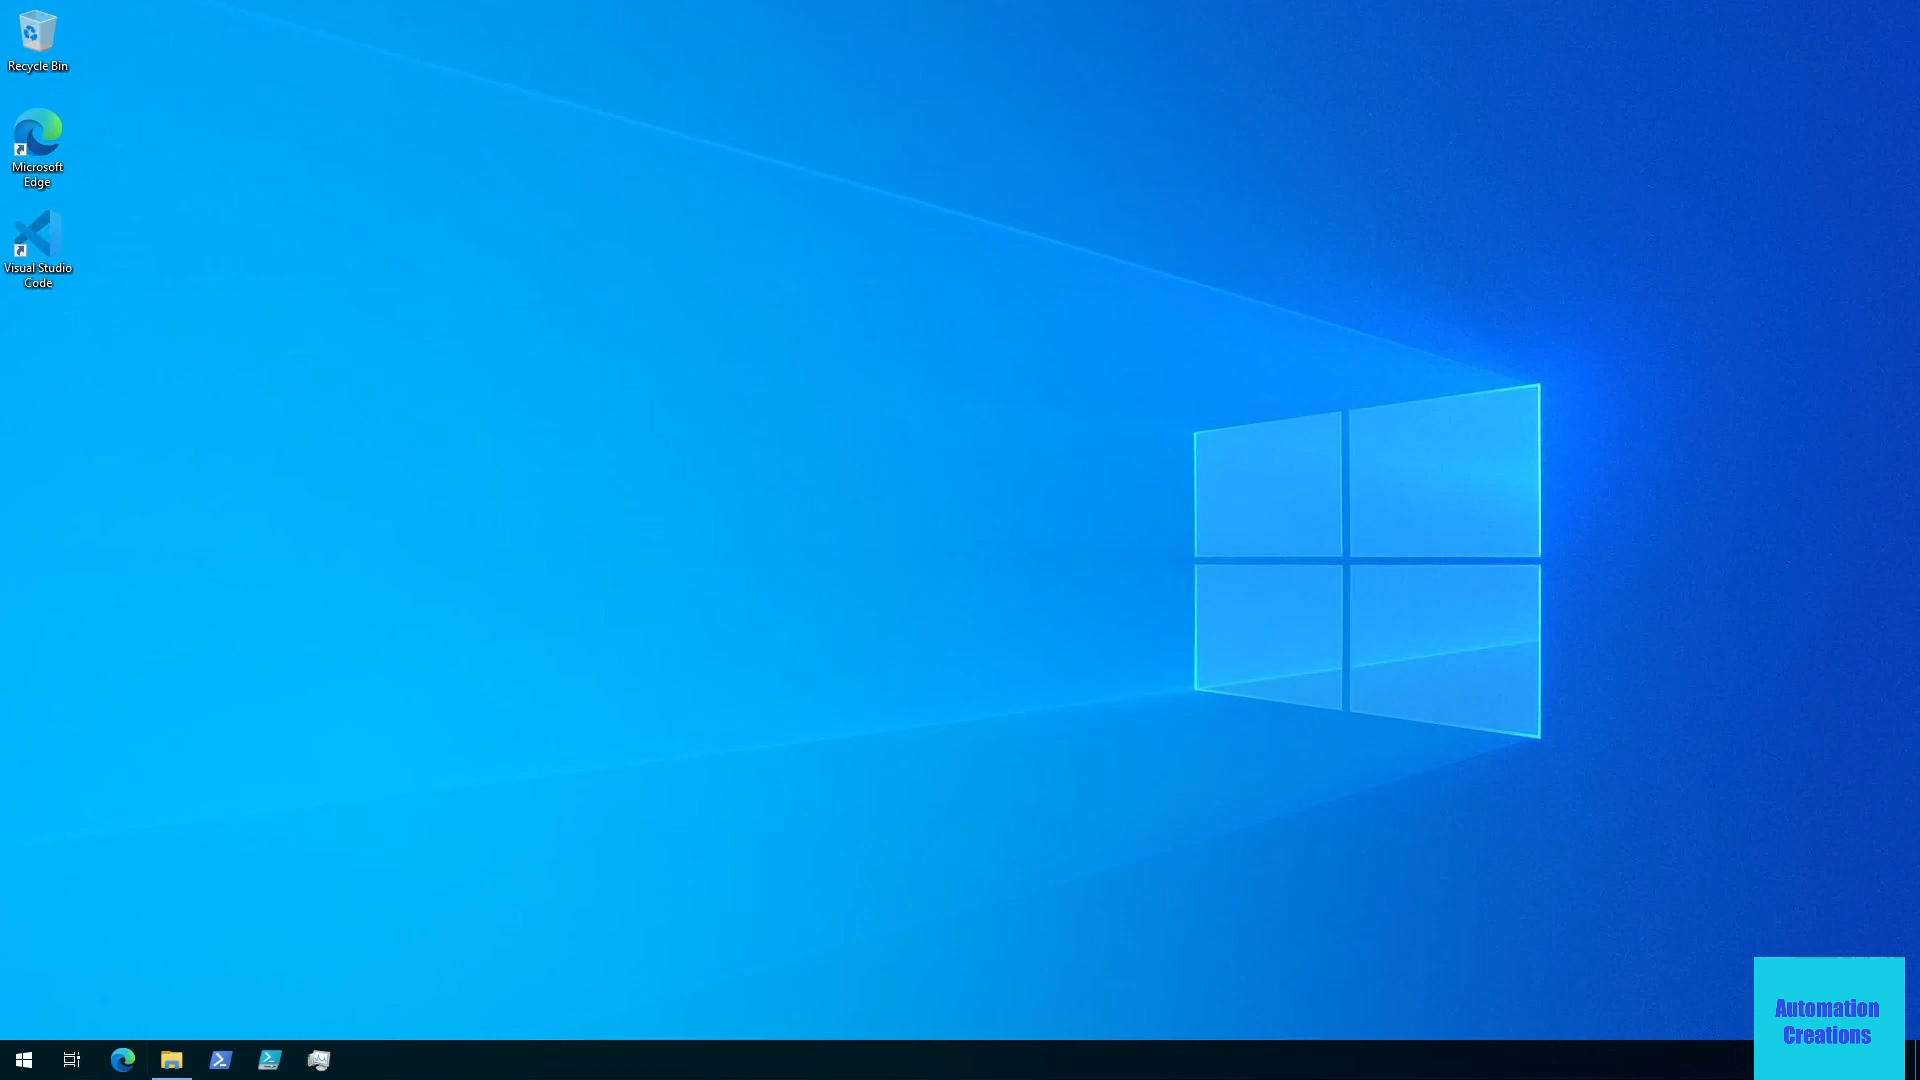 Recycle Bin
Microsoft
Edge
Visual Studio
Code
Automation
Creations